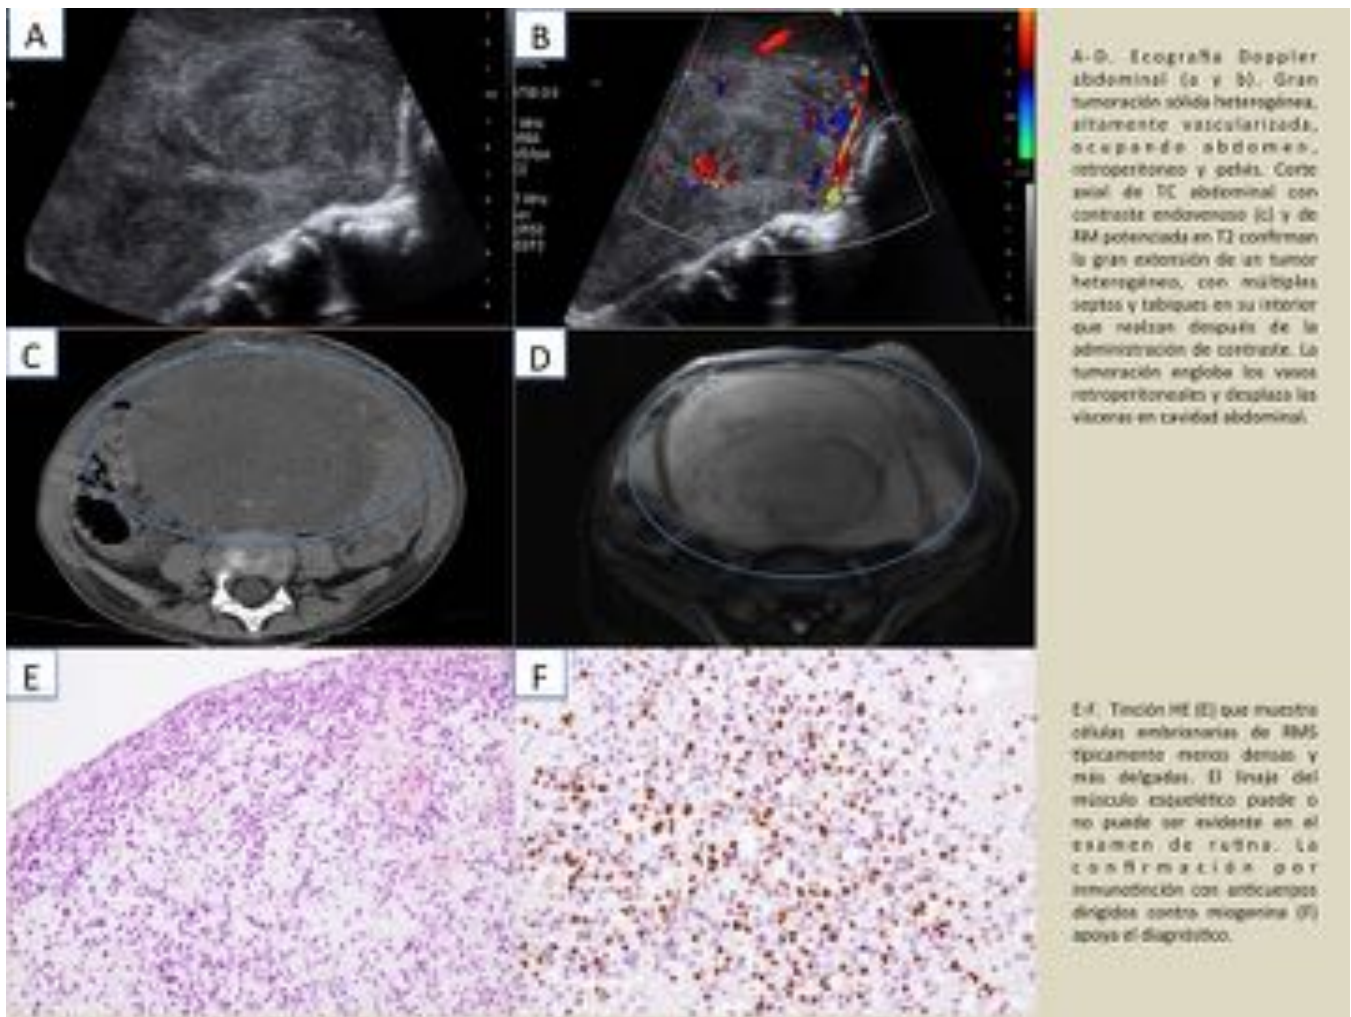 A
B
A-D. Ecografía Doppler
abdominal (a y b). Gran
tumoración sólida heterogénea,
altamente vascularizada,
ocupando abdomen,
retroperitoneo y pelvis. Corte
axial de TC abdominal con
contraste endovenoso (c) y de
RM potenciada en T2 confirman
la gran extensión de un tumor
heterogéneo, con múltiples
septos y tabiques en su interior
que realzan después de la
administración de contraste. La
tumoración engloba los vasos
retroperitoneales y desplaza las
vísceras en cavidad abdominal.
C
D
E
F
E-F. Tinción HE (E) que muestra
células embrionarias de RMS
típicamente menos densas y
más delgadas. El linaje del
músculo esquelético puede o
no puede ser evidente en el
examen de rutina. La
confirmación por
inmunotinción con anticuerpos
dirigidos contra miogenina (F)
apoya el diagnóstico.